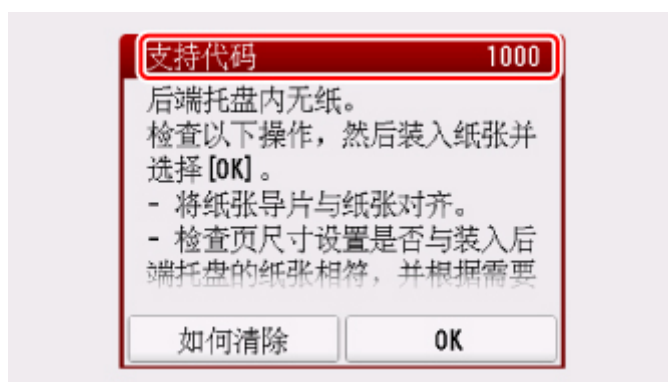 支持代码 1000
后端托盘内无纸。
检查以下操作，然后装入纸张并
选择[OK]。
- 将纸张导片与纸张对齐。
- 检查页尺寸设置是否与装入后
端托盘的纸张相符，并根据需要
如何清除 OK